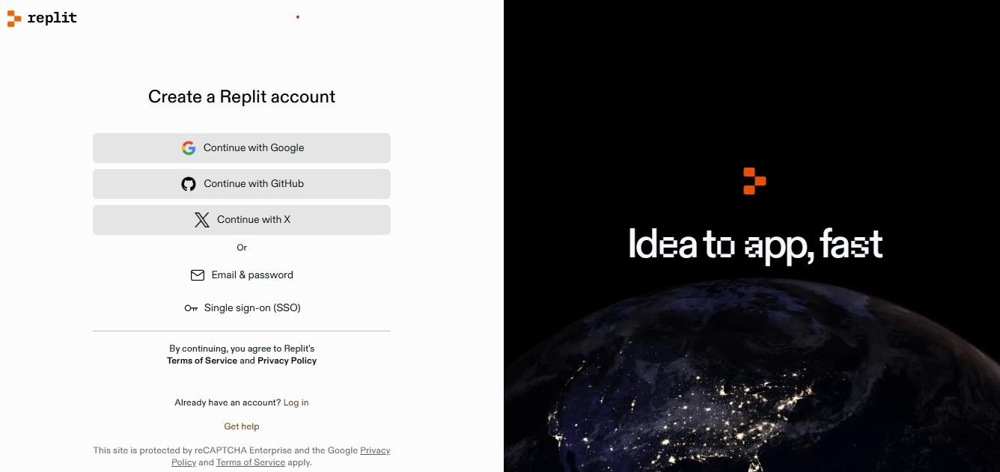 replit
Create a Replit account
Continue with Google
Continue with GitHub
Continue with X
Or
Email & password
Single sign-on (SSO)
By continuing, you agree to Replit's
Terms of Service and Privacy Policy
Already have an account? Log in
Get help
This site is protected by reCAPTCHA Enterprise and the Google Privacy
Policy and Terms of Service apply.
Idea to app, fast